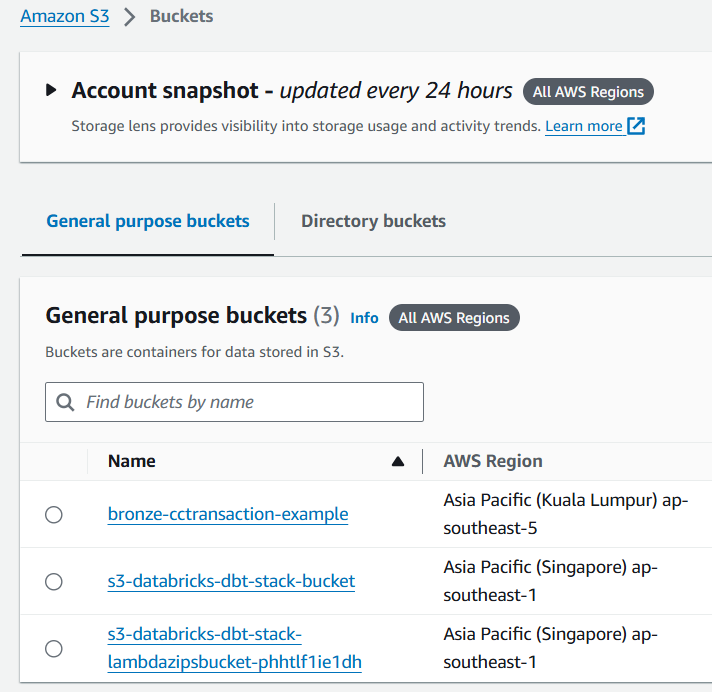 Amazon S3 > Buckets
Account snapshot - updated every 24 hours All AWS Regions
Storage lens provides visibility into storage usage and activity trends. Learn more
General purpose buckets Directory buckets
General purpose buckets (3) Info All AWS Regions
Buckets are containers for data stored in S3.
Find buckets by name
Name AWS Region
bronze-cctransaction-example Asia Pacific (Kuala Lumpur) ap-
southeast-5
s3-databricks-dbt-stack-bucket Asia Pacific (Singapore) ap-
southeast-1
s3-databricks-dbt-stack- Asia Pacific (Singapore) ap-
lambdazipsbucket-phhtlf1ie1dh southeast-1